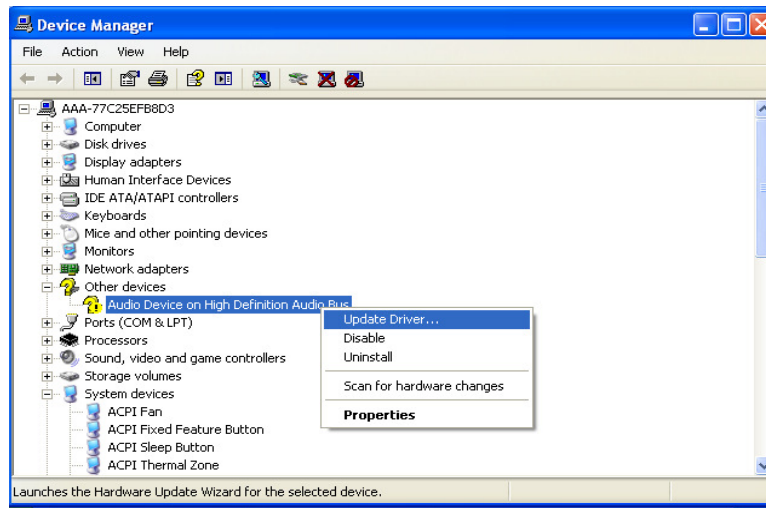 Device Manager
File Action View Help
AAA-77C25EFB8D3
Computer
Disk drives
Display adapters
Human Interface Devices
IDE ATA/ATAPI controllers
Keyboards
Mice and other pointing devices
Monitors
Network adapters
Other devices
Audio Device on High Definition Audio Bus
Update Driver...
Ports (COM & LPT)
Disable
Processors
Uninstall
Sound, video and game controllers
Storage volumes
Scan for hardware changes
System devices
Properties
ACPI Fan
ACPI Fixed Feature Button
ACPI Sleep Button
ACPI Thermal Zone
Launches the Hardware Update Wizard for the selected device.